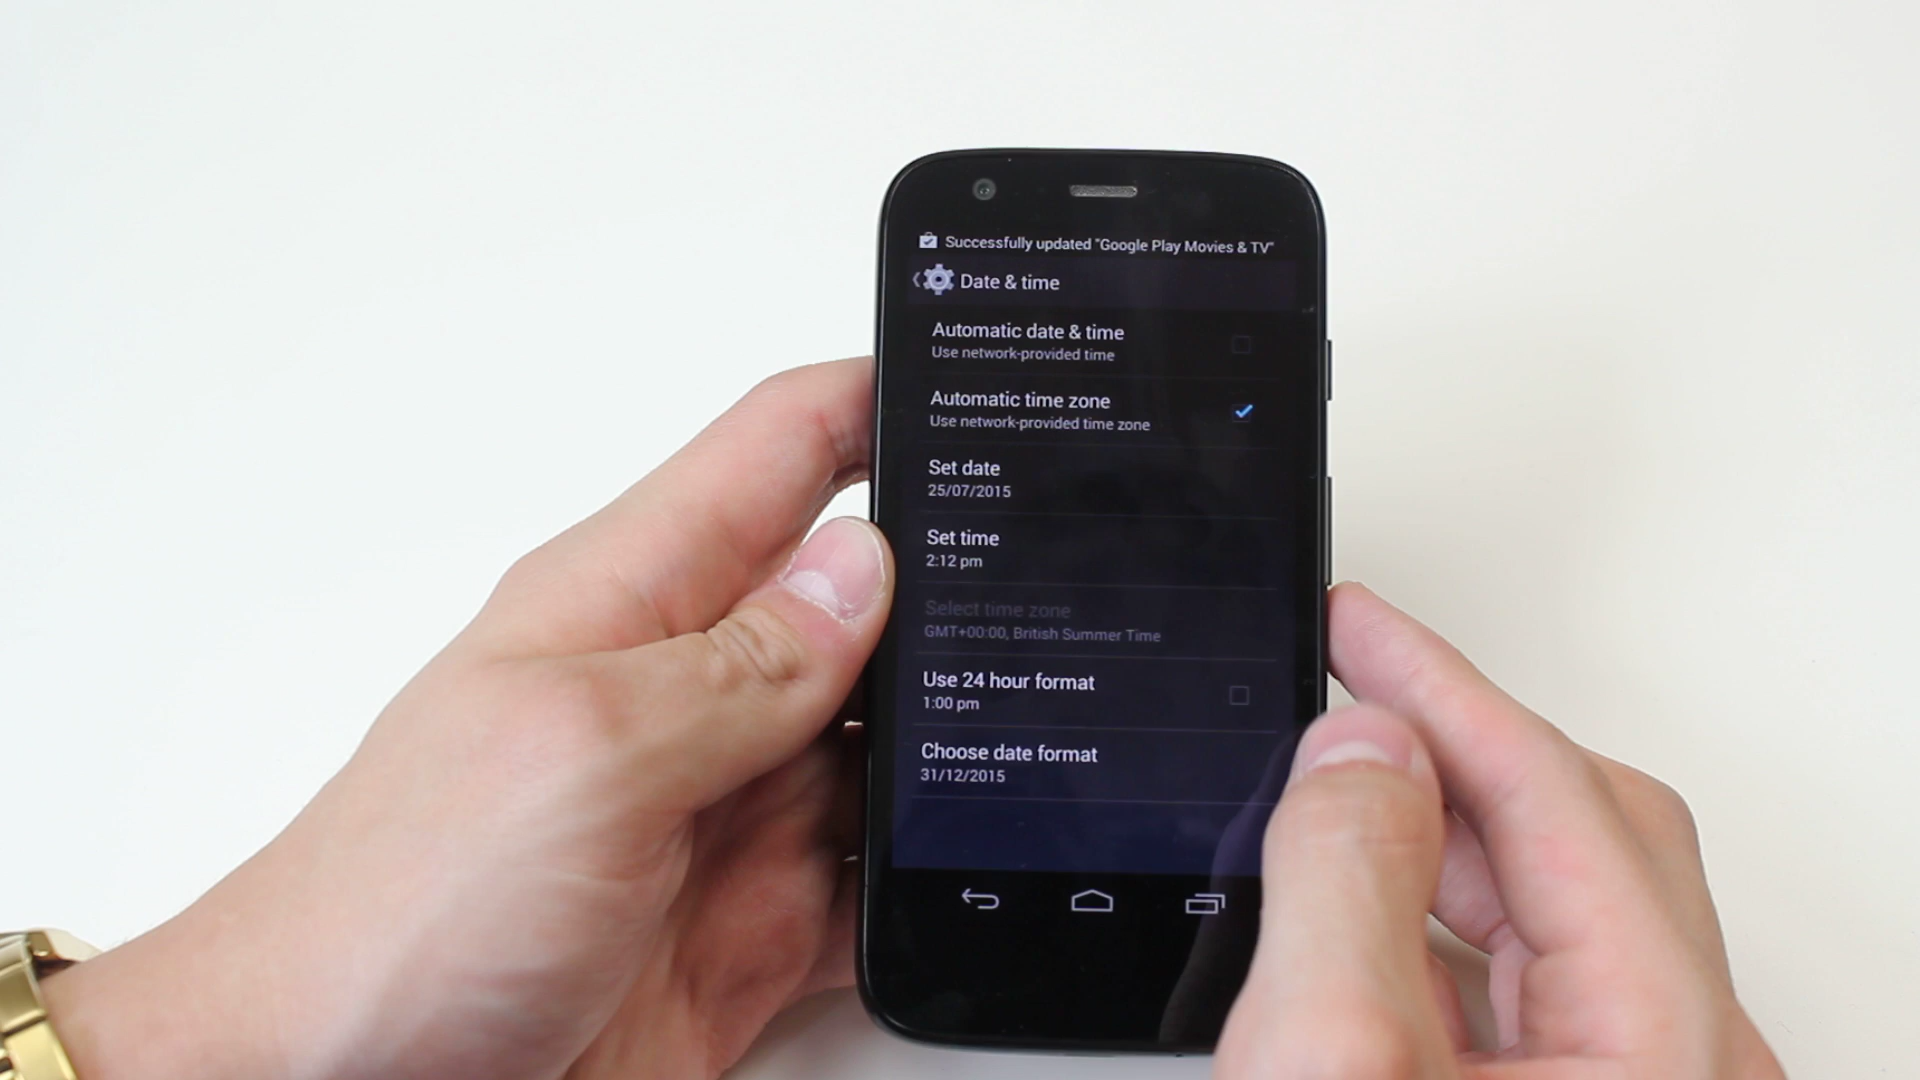 Successfully updated "Google Play Movies & TV"
Date & time
Automatic date & time
Use network-provided time
Automatic time zone
Use network-provided time zone
Set date
25/07/2015
Set time
2:12 pm
Select time zone
GMT+00:00, British Summer Time
Use 24 hour format
1:00 pm
Choose date format
31/12/2015